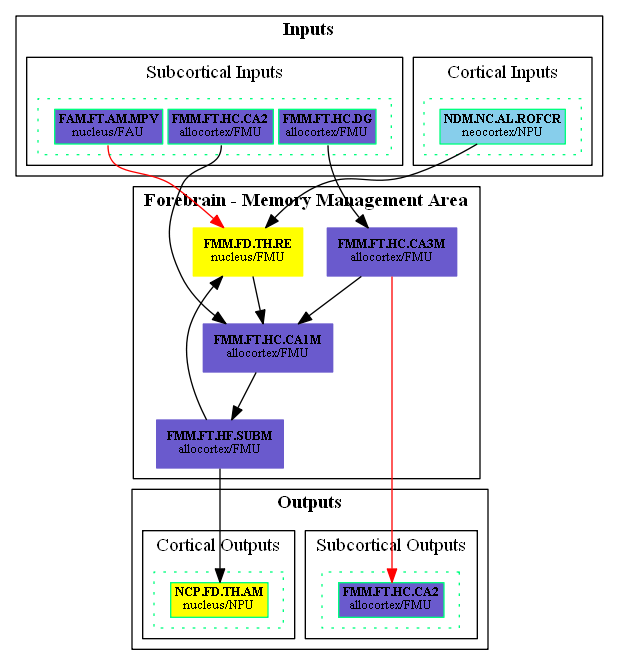 Inputs
Subcortical Inputs
Cortical Inputs
FAM.FT.AM.MPV
nucleus/FAU
FMM.FT.HC.CA2
allocortex/FMU
FMM.FT.HC.DG
allocortex/FMU
NDM.NC.AL.ROFCR
neocortex/NPU
Forebrain - Memory Management Area
FMM.FD.TH.RE
nucleus/FMU
FMM.FT.HC.CA3M
allocortex/FMU
FMM.FT.HC.CA1M
allocortex/FMU
FMM.FT.HF.SUBM
allocortex/FMU
Outputs
Cortical Outputs
Subcortical Outputs
NCP.FD.TH.AM
nucleus/NPU
FMM.FT.HC.CA2
allocortex/FMU